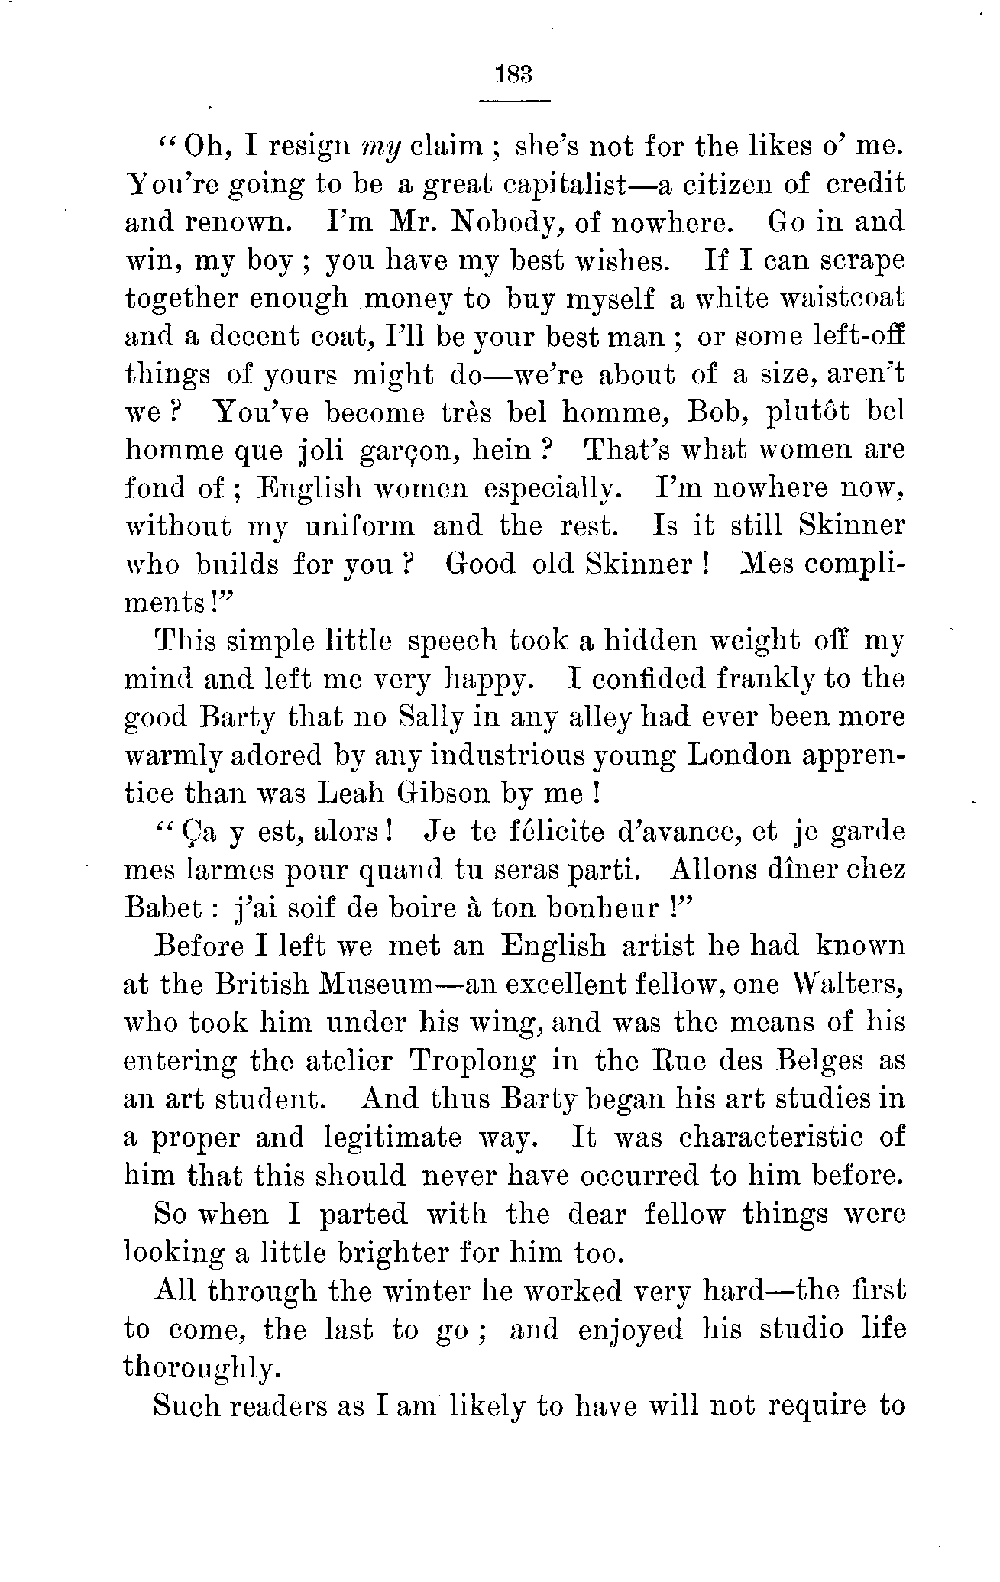 183
“Oh, I resign my claim ; she’s not for the likes o’ me.
You’re going to be a great capitalist—a citizen of credit
and renown. I’m Mr. Nobody, of nowhere. Go in and
win, my boy ; you have my best wishes. If I can scrape
together enough money to buy myself a white waistcoat
and a decent coat, I’ll be your best man ; or some left-off
things of yours might do—we’re about of a size, aren’t
we ? You’ve become très bel homme, Bob, plutôt bel
homme que joli garçon, hein ? That’s what women are
fond of ; English women especially. I’m nowhere now,
without my uniform and the rest. Is it still Skinner
who builds for you ? Good old Skinner ! Mes compli-
ments !”
This simple little speech took a hidden weight off my
mind and left me very happy. I confided frankly to the
good Barty that no Sally in any alley had ever been more
warmly adored by any industrious young London appren-
tice than was Leah Gibson by me !
“Ça y est, alors ! Je te félicite d’avance, et je garde
mes larmes pour quand tu seras parti. Allons dîner chez
Babet : j’ai soif de boire à ton bonheur !”
Before I left we met an English artist he had known
at the British Museum—an excellent fellow, one Walters,
who took him under his wing, and was the means of his
entering the atelier Troplong in the Rue des Belges as
an art student. And thus Barty began his art studies in
a proper and legitimate way. It was characteristic of
him that this should never have occurred to him before.
So when I parted with the dear fellow things were
looking a little brighter for him too.
All through the winter he worked very hard—the first
to come, the last to go ; and enjoyed his studio life
thoroughly.
Such readers as I am likely to have will not require to